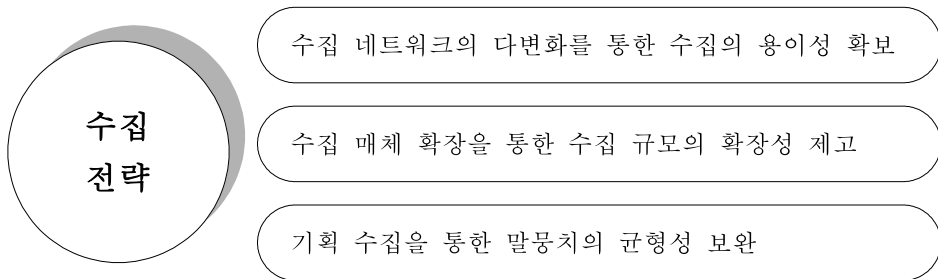 수집
전략
수집 네트워크의 다변화를 통한 수집의 용이성 확보
수집 매체 확장을 통한 수집 규모의 확장성 제고
기획 수집을 통한 말뭉치의 균형성 보완